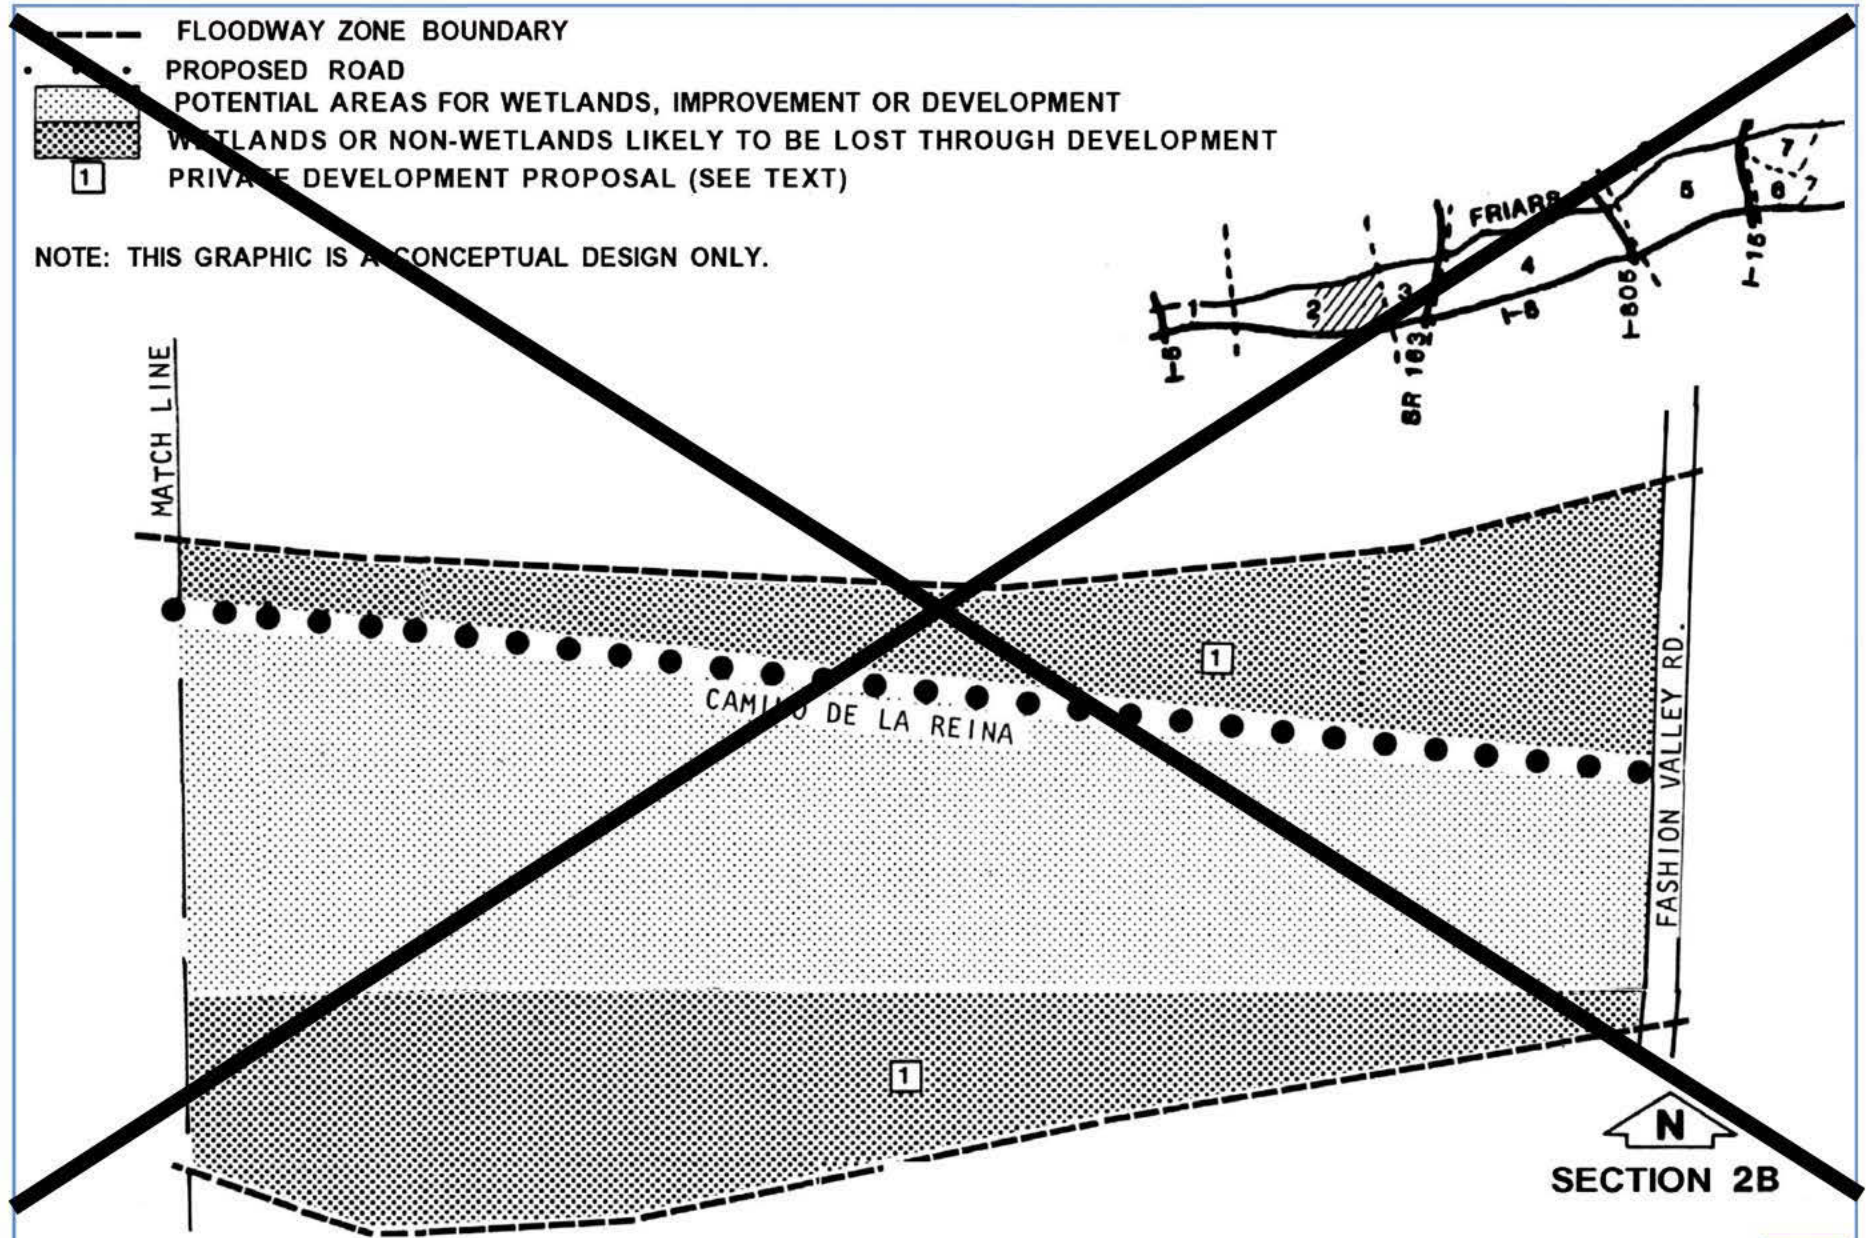 FLOODWAY ZONE BOUNDARY
PROPOSED ROAD
POTENTIAL AREAS FOR WETLANDS, IMPROVEMENT OR DEVELOPMENT
WETLANDS OR NON-WETLANDS LIKELY TO BE LOST THROUGH DEVELOPMENT
1 PRIVATE DEVELOPMENT PROPOSAL (SEE TEXT)
NOTE: THIS GRAPHIC IS A CONCEPTUAL DESIGN ONLY.
7
5
6
FRIARS
4
3
2
1
I-15
I-805
I-8
SR 163
I-5
MATCH LINE
1
CAMINO DE LA REINA
FASHION VALLEY RD.
1
N
SECTION 2B